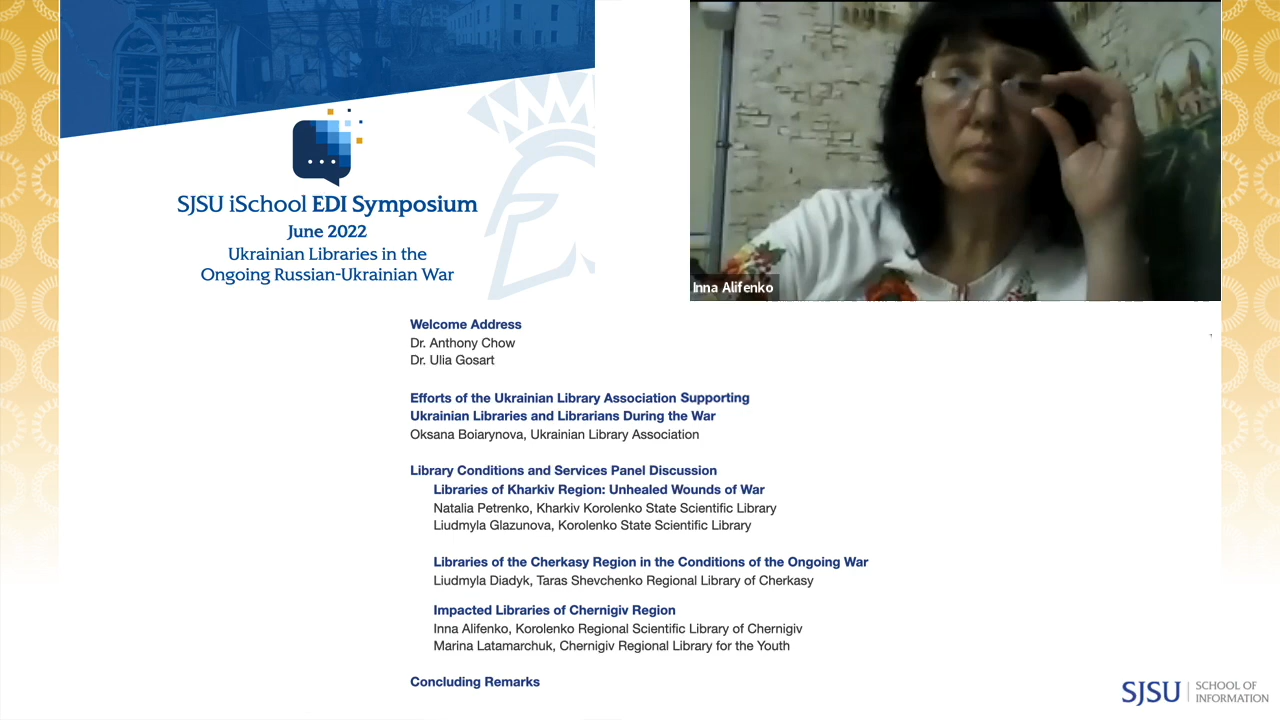 SJSU iSchool EDI Symposium
June 2022
Ukrainian Libraries in the
Ongoing Russian-Ukrainian War
Inna Alifenko
Welcome Address
Dr. Anthony Chow
Dr. Ulia Gosart
Efforts of the Ukrainian Library Association Supporting
Ukrainian Libraries and Librarians During the War
Oksana Boiarynova, Ukrainian Library Association
Library Conditions and Services Panel Discussion
Libraries of Kharkiv Region: Unhealed Wounds of War
Natalia Petrenko, Kharkiv Korolenko State Scientific Library
Liudmyla Glazunova, Korolenko State Scientific Library
Libraries of the Cherkasy Region in the Conditions of the Ongoing War
Liudmyla Diadyk, Taras Shevchenko Regional Library of Cherkasy
Impacted Libraries of Chernigiv Region
Inna Alifenko, Korolenko Regional Scientific Library of Chernigiv
Marina Latamarchuk, Chernigiv Regional Library for the Youth
Concluding Remarks
SJSU SCHOOL OF
INFORMATION